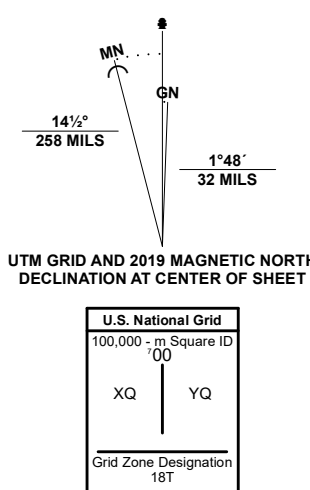 MN
GN
14½°
258 MILS
1°48´
32 MILS
UTM GRID AND 2019 MAGNETIC NORTH
DECLINATION AT CENTER OF SHEET
U.S. National Grid
100,000 - m Square ID
⁷00
XQ YQ
Grid Zone Designation
18T